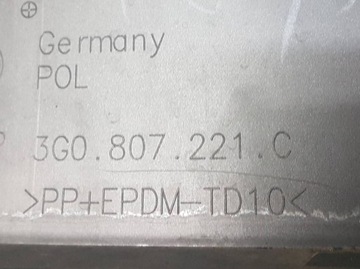 Germany
POL
3G0.807.221.C
>PP+EPDM-TD10<